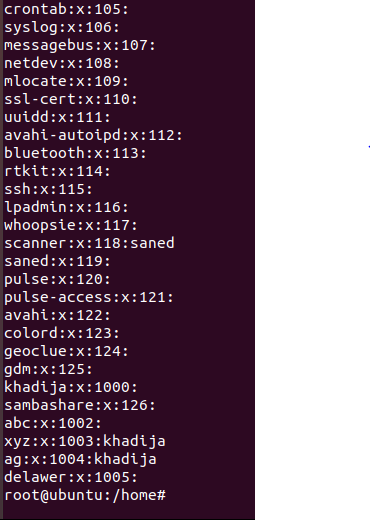 crontab:x:105:
syslog:x:106:
messagebus:x:107:
netdev:x:108:
mlocate:x:109:
ssl-cert:x:110:
uuidd:x:111:
avahi-autoipd:x:112:
bluetooth:x:113:
rtkit:x:114:
ssh:x:115:
lpadmin:x:116:
whoopsie:x:117:
scanner:x:118:saned
saned:x:119:
pulse:x:120:
pulse-access:x:121:
avahi:x:122:
colord:x:123:
geoclue:x:124:
gdm:x:125:
khadija:x:1000:
sambashare:x:126:
abc:x:1002:
xyz:x:1003:khadija
ag:x:1004:khadija
delawer:x:1005:
root@ubuntu:/home#